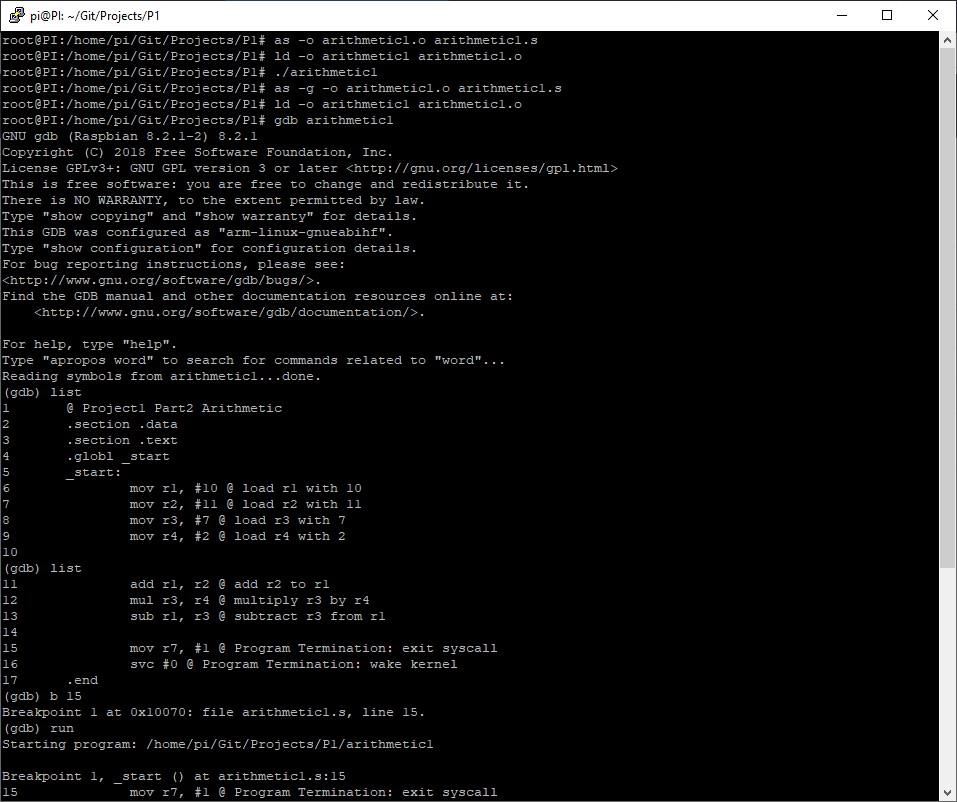 pi@PI: ~/Git/Projects/P1
root@PI:/home/pi/Git/Projects/P1# as -o arithmetic1.o arithmetic1.s
root@PI:/home/pi/Git/Projects/P1# ld -o arithmetic1 arithmetic1.o
root@PI:/home/pi/Git/Projects/P1# ./arithmetic1
root@PI:/home/pi/Git/Projects/P1# as -g -o arithmetic1.o arithmetic1.s
root@PI:/home/pi/Git/Projects/P1# ld -o arithmetic1 arithmetic1.o
root@PI:/home/pi/Git/Projects/P1# gdb arithmetic1
GNU gdb (Raspbian 8.2.1-2) 8.2.1
Copyright (C) 2018 Free Software Foundation, Inc.
License GPLv3+: GNU GPL version 3 or later <http://gnu.org/licenses/gpl.html>
This is free software: you are free to change and redistribute it.
There is NO WARRANTY, to the extent permitted by law.
Type "show copying" and "show warranty" for details.
This GDB was configured as "arm-linux-gnueabihf".
Type "show configuration" for configuration details.
For bug reporting instructions, please see:
<http://www.gnu.org/software/gdb/bugs/>.
Find the GDB manual and other documentation resources online at:
    <http://www.gnu.org/software/gdb/documentation/>.

For help, type "help".
Type "apropos word" to search for commands related to "word"...
Reading symbols from arithmetic1...done.
(gdb) list
1       @ Project1 Part2 Arithmetic
2       .section .data
3       .section .text
4       .globl _start
5       _start:
6               mov r1, #10 @ load r1 with 10
7               mov r2, #11 @ load r2 with 11
8               mov r3, #7 @ load r3 with 7
9               mov r4, #2 @ load r4 with 2
10
(gdb) list
11              add r1, r2 @ add r2 to r1
12              mul r3, r4 @ multiply r3 by r4
13              sub r1, r3 @ subtract r3 from r1
14
15              mov r7, #1 @ Program Termination: exit syscall
16              svc #0 @ Program Termination: wake kernel
17      .end
(gdb) b 15
Breakpoint 1 at 0x10070: file arithmetic1.s, line 15.
(gdb) run
Starting program: /home/pi/Git/Projects/P1/arithmetic1

Breakpoint 1, _start () at arithmetic1.s:15
15              mov r7, #1 @ Program Termination: exit syscall